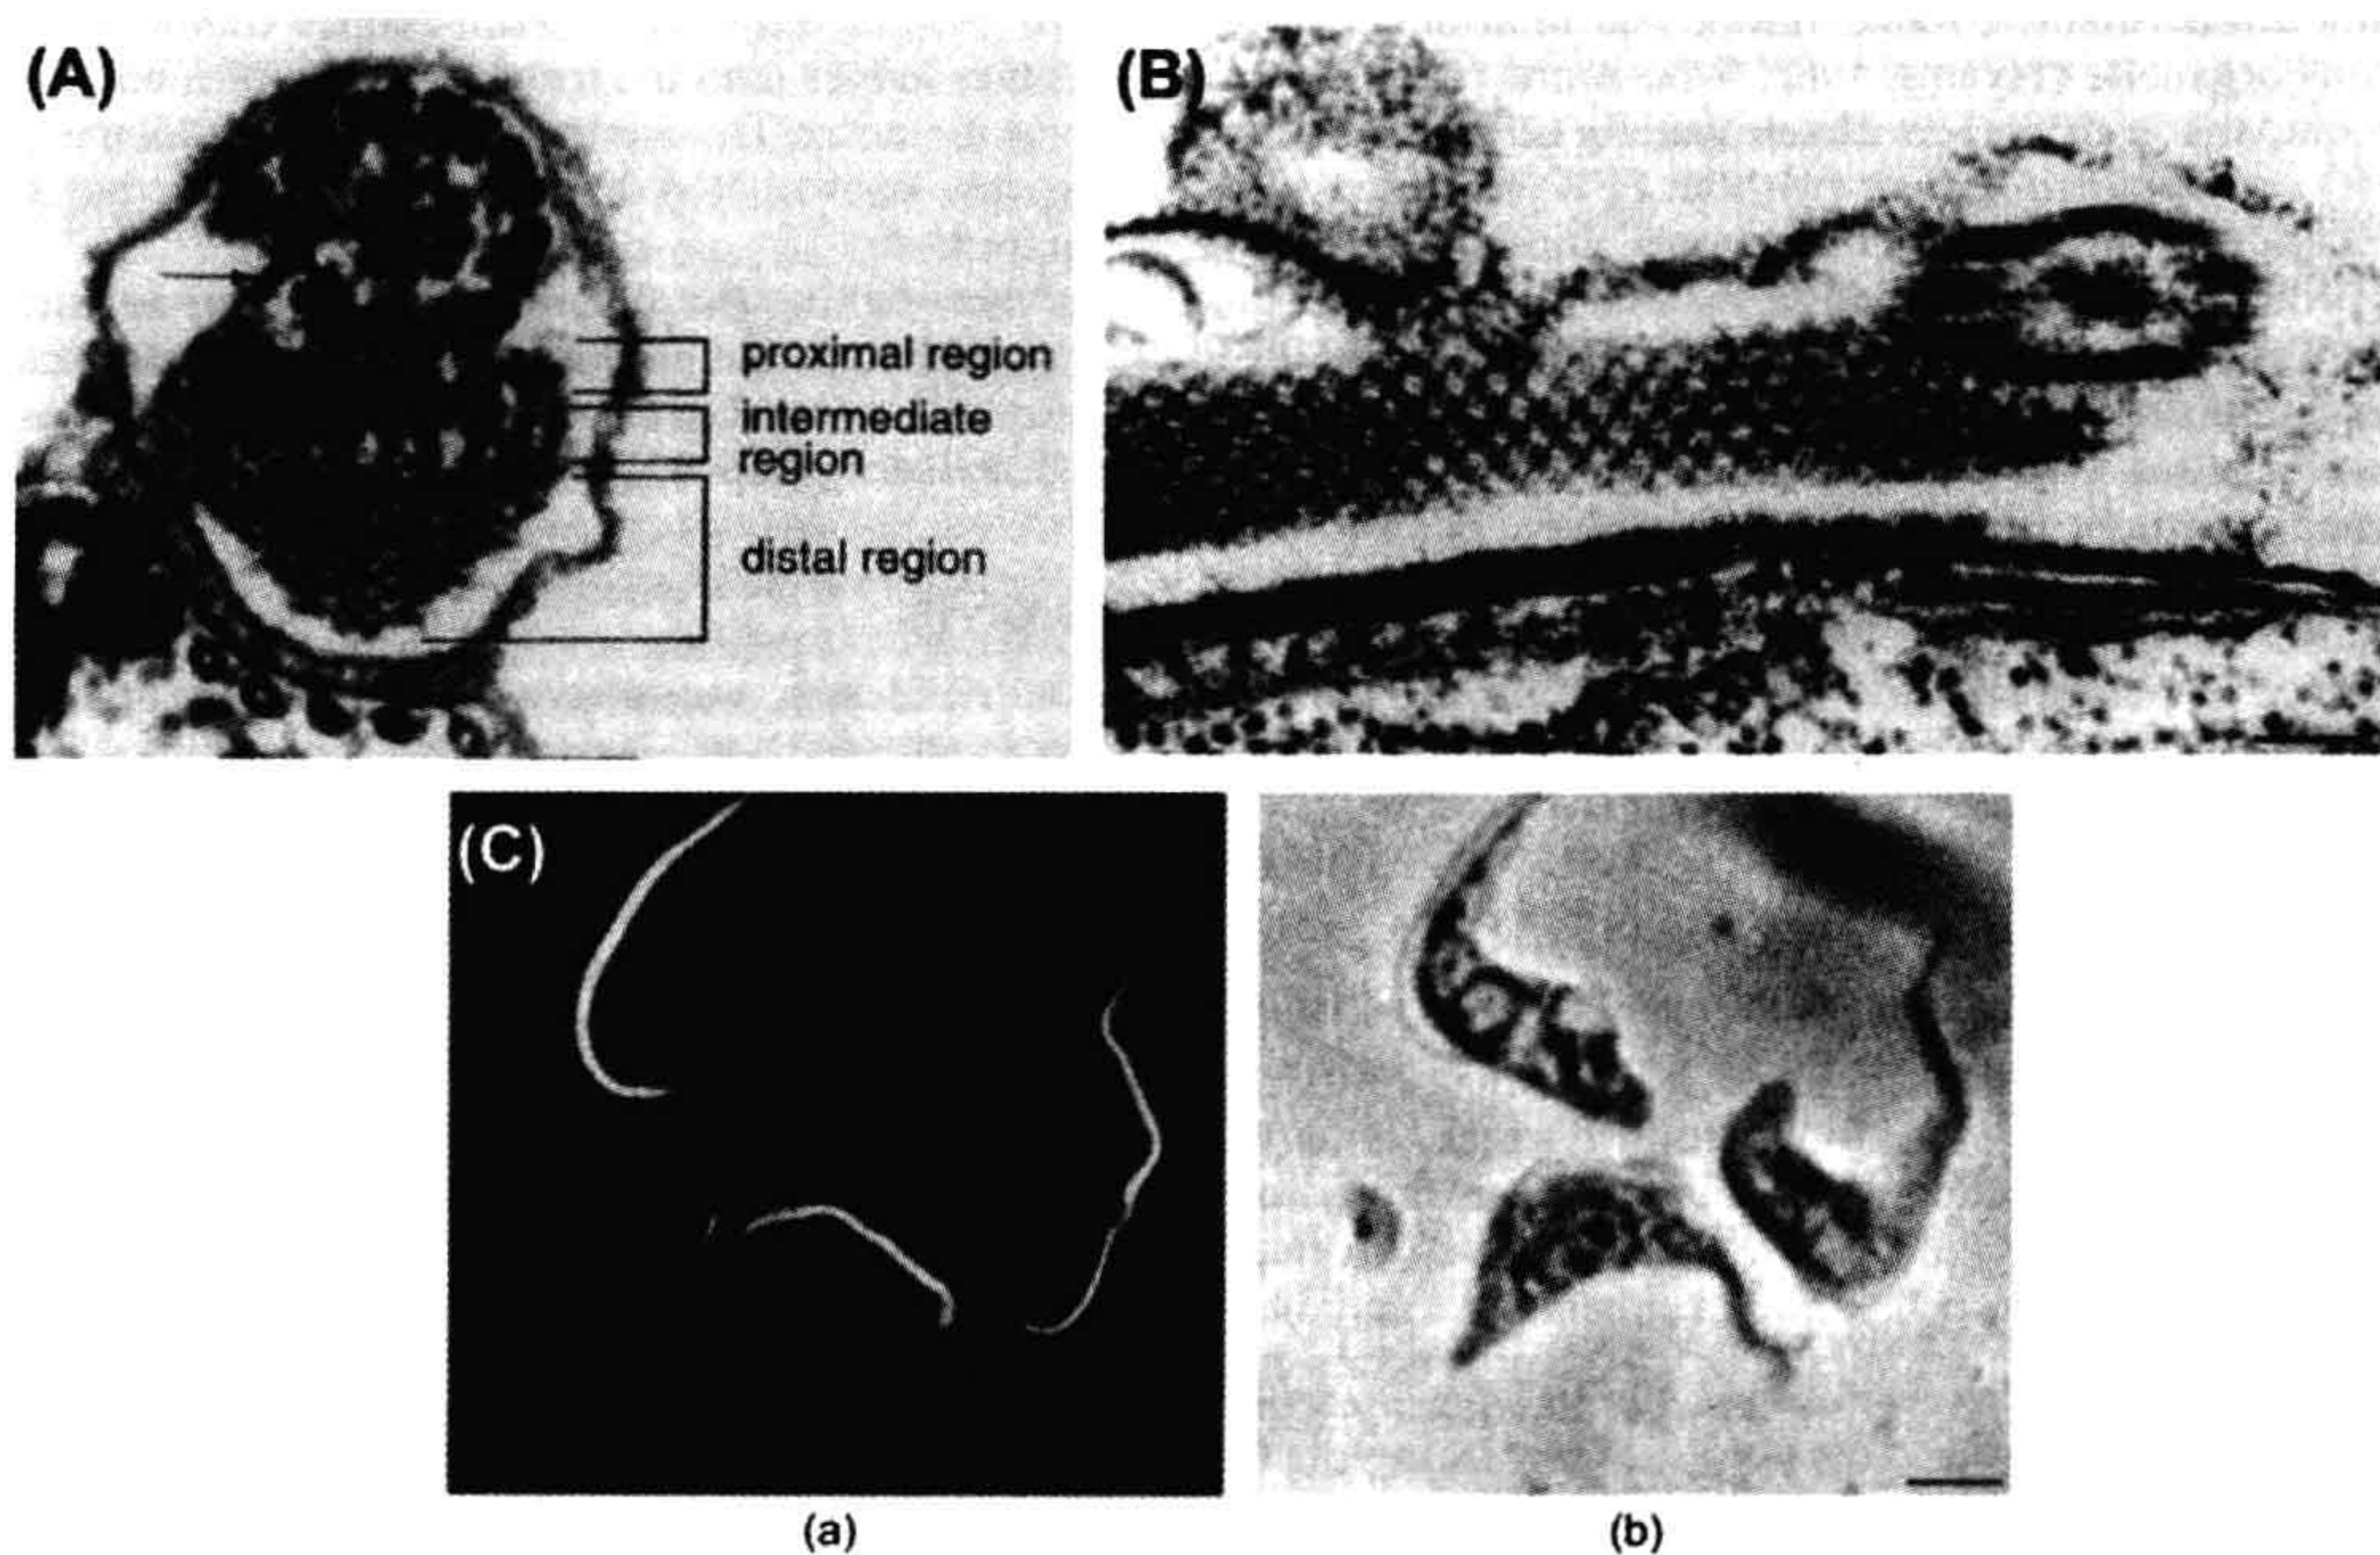 (A)
proximal region
intermediate
region
distal region
(B)
(C)
(a)
(b)